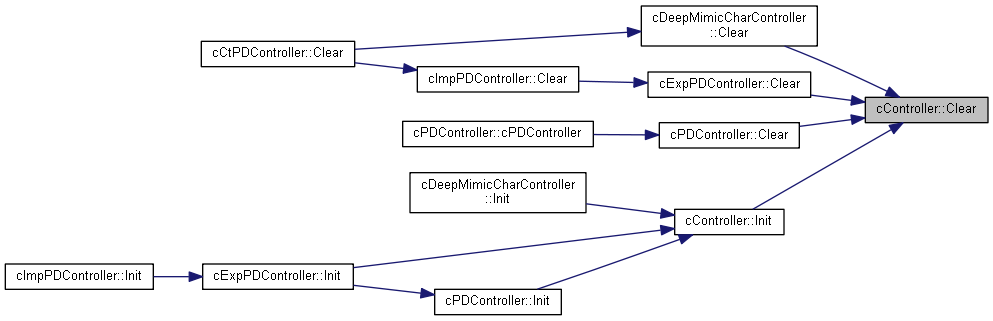 cDeepMimicCharController
::Clear
cCtPDController::Clear
cImpPDController::Clear
cExpPDController::Clear
cController::Clear
cPDController::cPDController
cPDController::Clear
cDeepMimicCharController
::Init
cController::Init
cImpPDController::Init
cExpPDController::Init
cPDController::Init